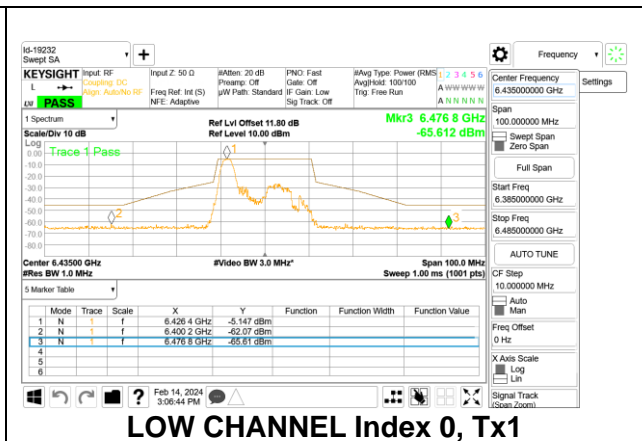 Id-19232
Swept SA
Frequency
KEYSIGHT
L
PASS
Input: RF
Coupling: DC
Align: Auto/No RF
Input Z: 50 Ω
Freq Ref: Int (S)
NFE: Adaptive
#Atten: 20 dB
Preamp: Off
µW Path: Standard
PNO: Fast
Gate: Off
IF Gain: Low
Sig Track: Off
#Avg Type: Power (RMS
Avg|Hold: 100/100
Trig: Free Run
1 2 3 4 5 6
A W W W W W
A N N N N N
1 Spectrum
Scale/Div 10 dB
Ref Lvl Offset 11.80 dB
Ref Level 10.00 dBm
Mkr3 6.476 8 GHz
-65.612 dBm
Log
Trace 1 Pass
0.00
-10.0
-20.0
-30.0
-40.0
-50.0
-60.0
-70.0
-80.0
1
2
3
Center 6.43500 GHz
#Video BW 3.0 MHz*
Span 100.0 MHz
#Res BW 1.0 MHz
Sweep 1.00 ms (1001 pts)
5 Marker Table
Mode Trace Scale X Y Function Function Width Function Value
1 N 1 f 6.426 4 GHz -5.147 dBm
2 N 1 f 6.400 2 GHz -62.07 dBm
3 N 1 f 6.476 8 GHz -65.61 dBm
4
5
6
Feb 14, 2024
3:06:44 PM
Center Frequency
6.435000000 GHz
Settings
Span
100.000000 MHz
Swept Span
Zero Span
Full Span
Start Freq
6.385000000 GHz
Stop Freq
6.485000000 GHz
AUTO TUNE
CF Step
10.000000 MHz
Auto
Man
Freq Offset
0 Hz
X Axis Scale
Log
Lin
Signal Track
(Span Zoom)
LOW CHANNEL Index 0, Tx1